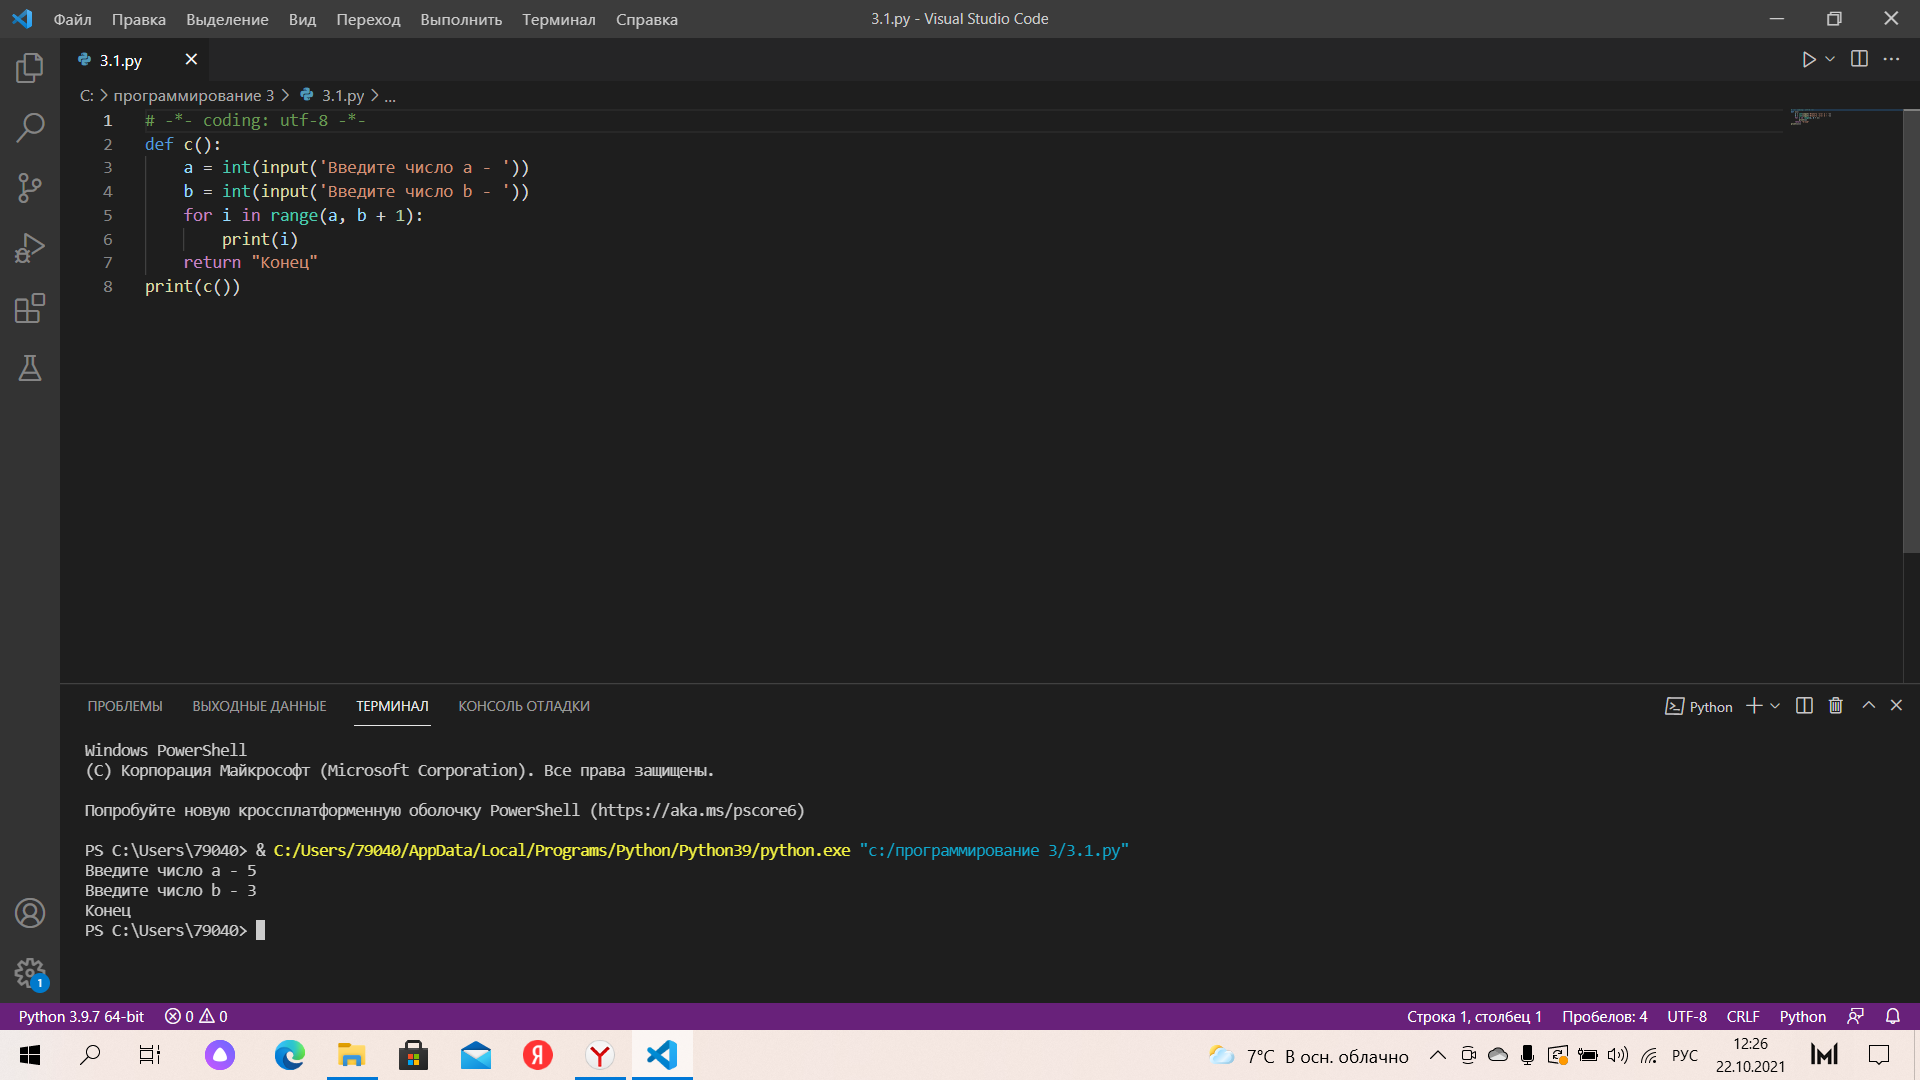 Файл Правка Выделение Вид Переход Выполнить Терминал Справка 3.1.py - Visual Studio Code
3.1.py
C: программирование 3 3.1.py ...
1 # -*- coding: utf-8 -*-
2 def c():
3 a = int(input('Введите число a - '))
4 b = int(input('Введите число b - '))
5 for i in range(a, b + 1):
6 print(i)
7 return "Конец"
8 print(c())
ПРОБЛЕМЫ ВЫХОДНЫЕ ДАННЫЕ ТЕРМИНАЛ КОНСОЛЬ ОТЛАДКИ Python
Windows PowerShell
(C) Корпорация Майкрософт (Microsoft Corporation). Все права защищены.
Попробуйте новую кроссплатформенную оболочку PowerShell (https://aka.ms/pscore6)
PS C:\Users\79040> & C:/Users/79040/AppData/Local/Programs/Python/Python39/python.exe "c:/программирование 3/3.1.py"
Введите число a - 5
Введите число b - 3
Конец
PS C:\Users\79040>
1
Python 3.9.7 64-bit 0 0 Строка 1, столбец 1 Пробелов: 4 UTF-8 CRLF Python
7°C В осн. облачно РУС 12:26
22.10.2021